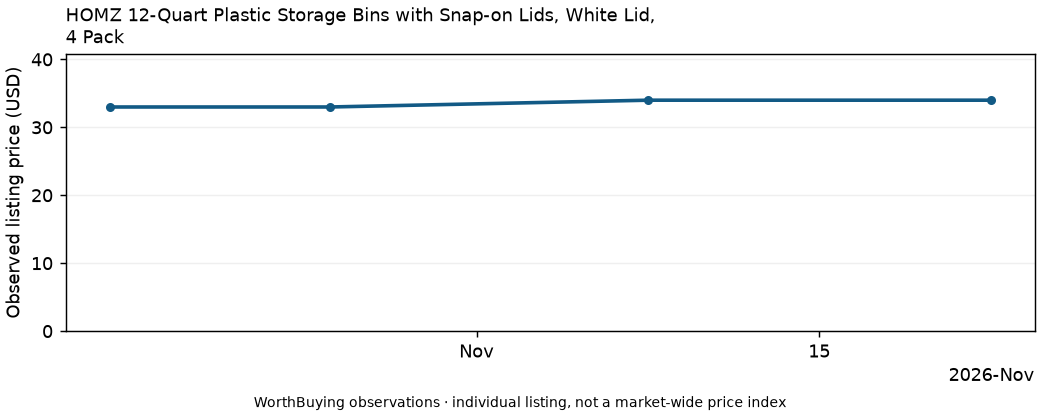 HOMZ 12-Quart Plastic Storage Bins with Snap-on Lids, White Lid,
4 Pack
Observed listing price (USD)
40
30
20
10
0
Nov
15
2026-Nov
WorthBuying observations · individual listing, not a market-wide price index